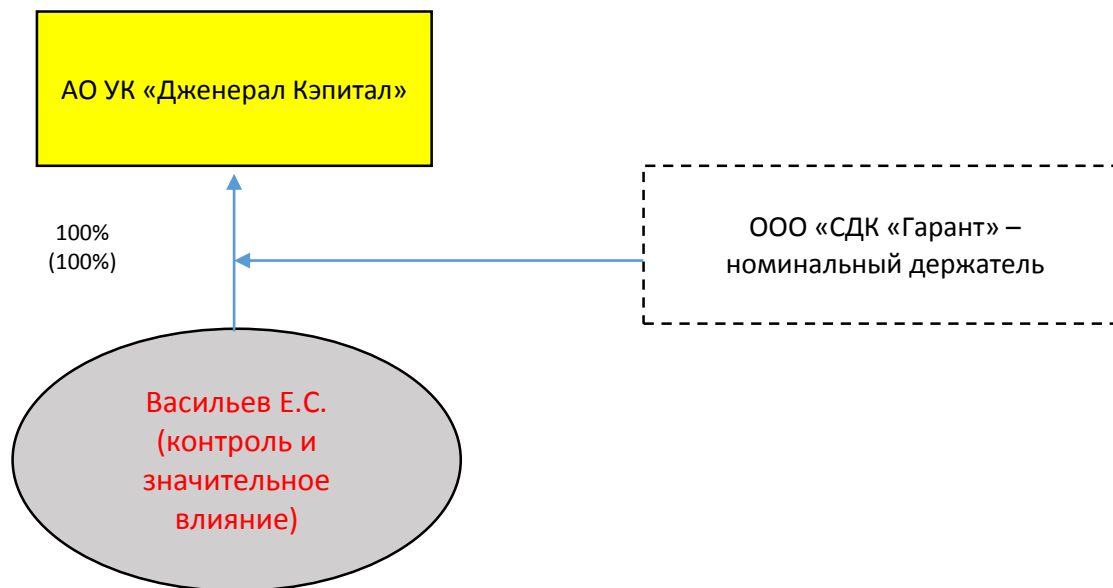 АО УК «Дженерал Кэпитал»
100%
(100%)
ООО «СДК «Гарант» –
номинальный держатель
Васильев Е.С.
(контроль и
значительное
влияние)